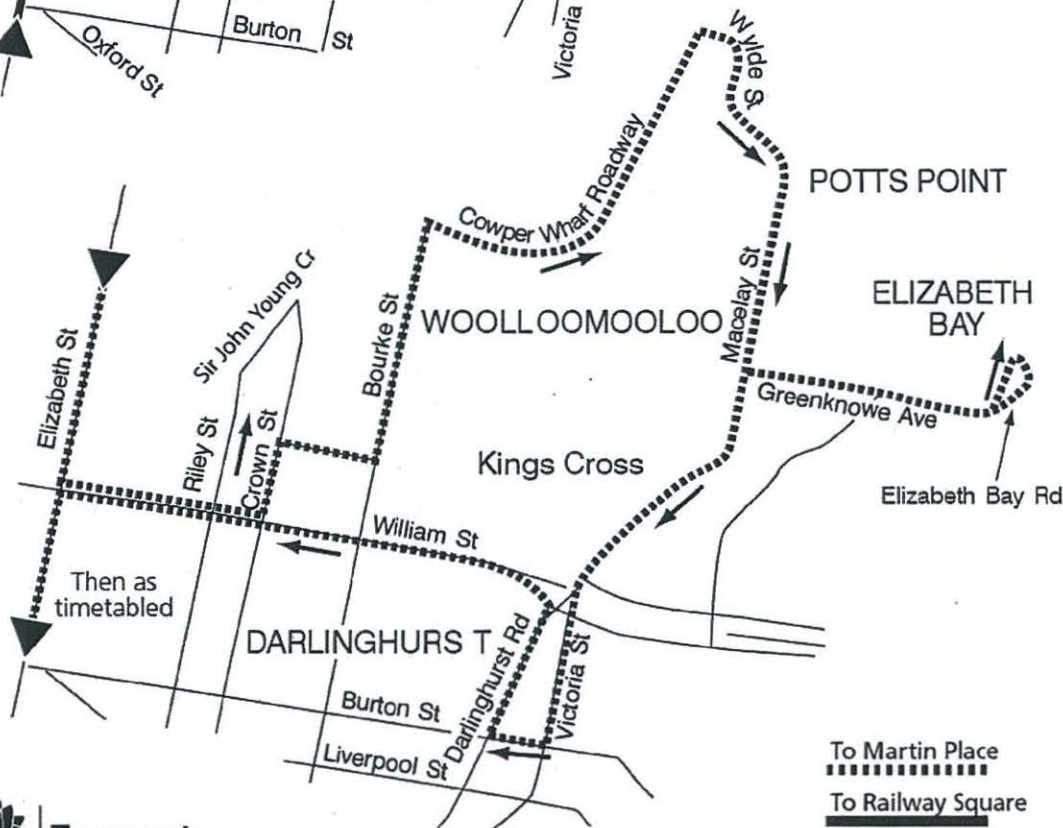 Oxford St
Burton St
Victoria
Wylde St
POTTS POINT
Cowper Wharf Roadway
Macelay St
ELIZABETH
BAY
WOOLLOOMOOLOO
Sir John Young Cr
Bourke St
Elizabeth St
Riley St
Crown St
Greenknowe Ave
Kings Cross
Elizabeth Bay Rd
William St
Then as
timetabled
DARLINGHURS T
Darlinghurst Rd
Victoria St
Burton St
Liverpool St
To Martin Place
To Railway Square